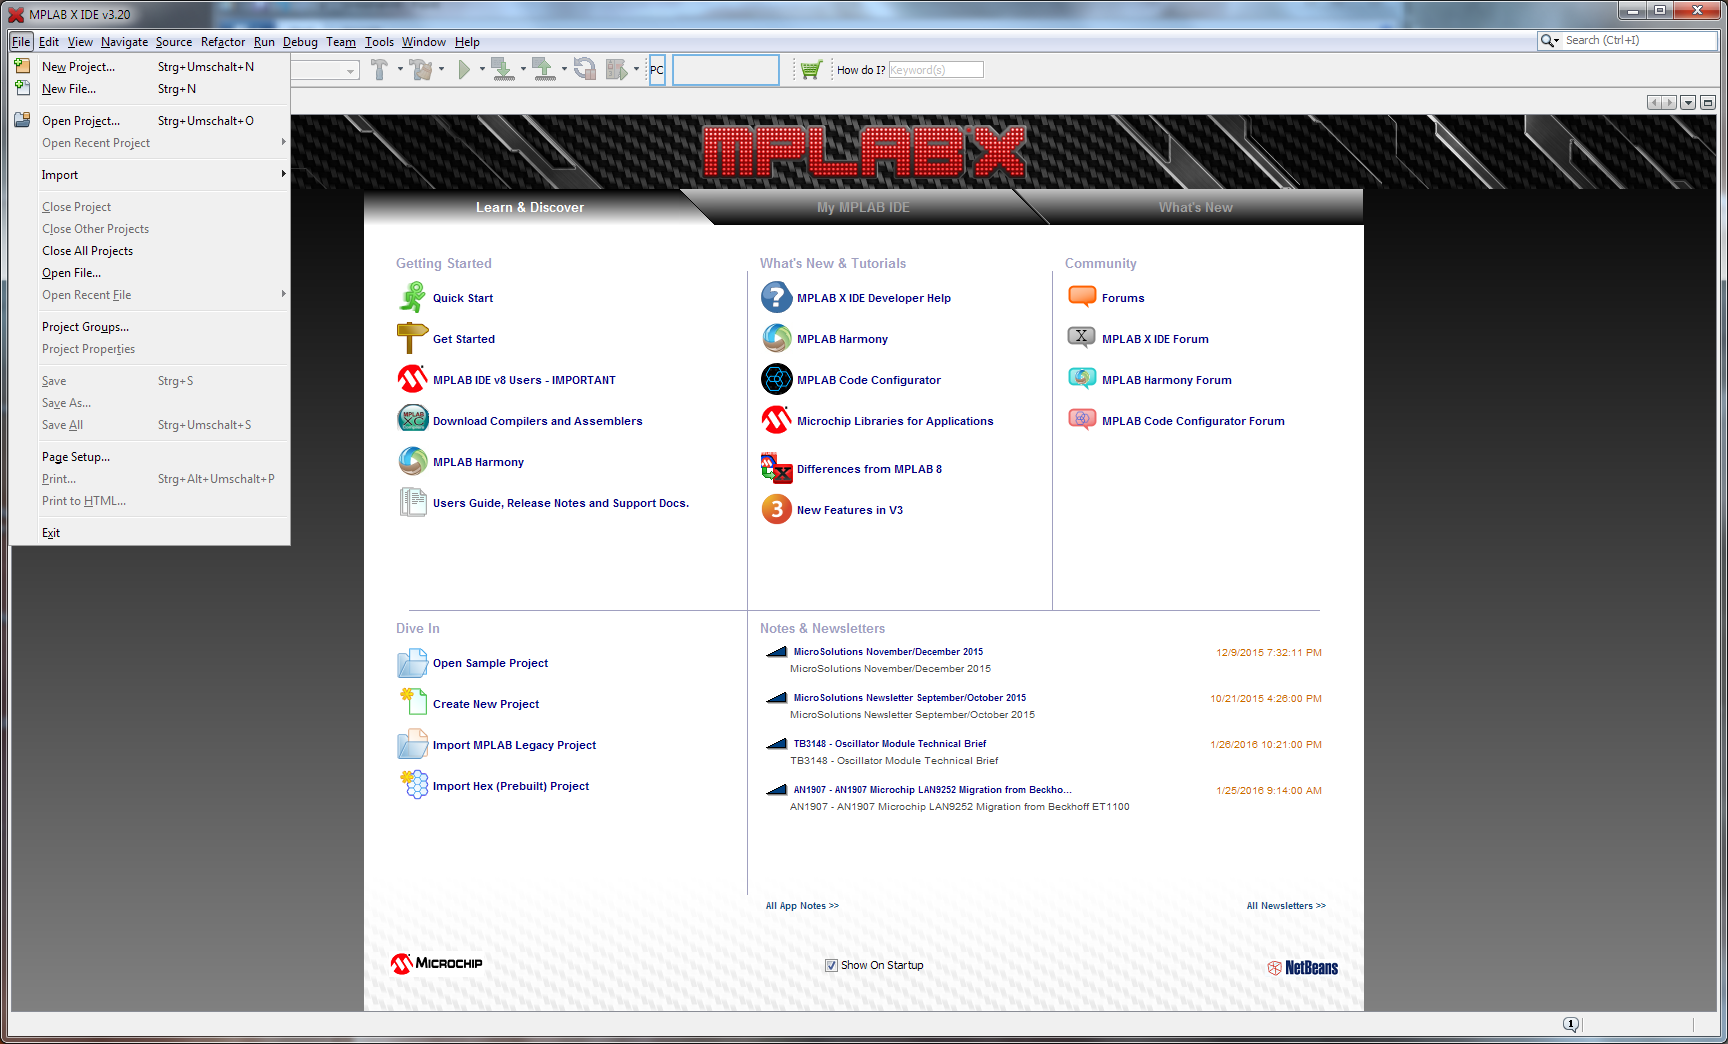 MPLAB X IDE v3.20
File Edit View Navigate Source Refactor Run Debug Team Tools Window Help
Search (Ctrl+I)
New Project... Strg+Umschalt+N
New File... Strg+N
Open Project... Strg+Umschalt+O
Open Recent Project
Import
Close Project
Close Other Projects
Close All Projects
Open File...
Open Recent File
Project Groups...
Project Properties
Save Strg+S
Save As...
Save All Strg+Umschalt+S
Page Setup...
Print... Strg+Alt+Umschalt+P
Print to HTML...
Exit
PC
How do I? Keyword(s)
MPLAB X
Learn & Discover
My MPLAB IDE
What's New
Getting Started
Quick Start
Get Started
MPLAB IDE v8 Users - IMPORTANT
MPLAB
XC
Download Compilers and Assemblers
MPLAB Harmony
Users Guide, Release Notes and Support Docs.
What's New & Tutorials
?
MPLAB X IDE Developer Help
MPLAB Harmony
MPLAB Code Configurator
Microchip Libraries for Applications
Differences from MPLAB 8
3
New Features in V3
Community
Forums
X
MPLAB X IDE Forum
MPLAB Harmony Forum
MPLAB Code Configurator Forum
Dive In
Open Sample Project
Create New Project
Import MPLAB Legacy Project
Import Hex (Prebuilt) Project
Notes & Newsletters
MicroSolutions November/December 2015 12/9/2015 7:32:11 PM
MicroSolutions November/December 2015
MicroSolutions Newsletter September/October 2015 10/21/2015 4:26:00 PM
MicroSolutions Newsletter September/October 2015
TB3148 - Oscillator Module Technical Brief 1/26/2016 10:21:00 PM
TB3148 - Oscillator Module Technical Brief
AN1907 - AN1907 Microchip LAN9252 Migration from Beckho... 1/25/2016 9:14:00 AM
AN1907 - AN1907 Microchip LAN9252 Migration from Beckhoff ET1100
All App Notes >>
All Newsletters >>
MICROCHIP
Show On Startup
NetBeans
1